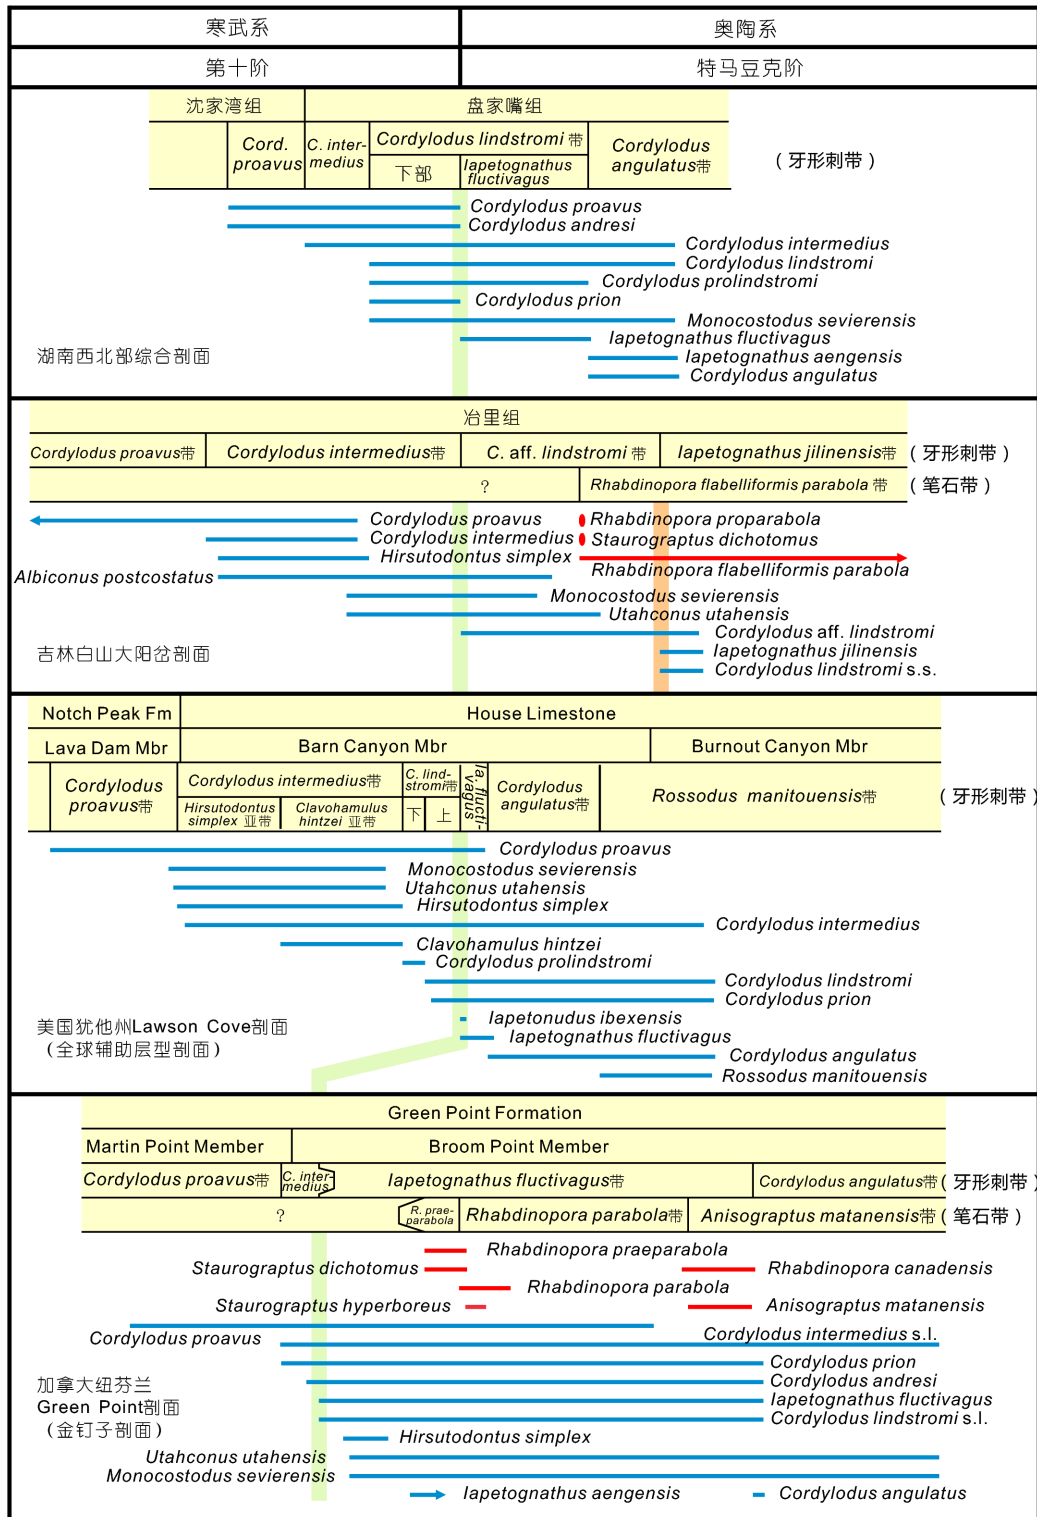 寒武系
奥陶系
第十阶
特马豆克阶
沈家湾组
盘家嘴组
Cord.
proavus
C. inter-
medius
Cordylodus lindstromi 带
下部
Iapetognathus
fluctivagus
Cordylodus
angulatus带
(牙形刺带)
Cordylodus proavus
Cordylodus andresi
Cordylodus intermedius
Cordylodus lindstromi
Cordylodus prolindstromi
Cordylodus prion
Monocostodus sevierensis
Iapetognathus fluctivagus
湖南西北部综合剖面
Iapetognathus aengensis
Cordylodus angulatus
冶里组
Cordylodus proavus带
Cordylodus intermedius带
C. aff. lindstromi 带
Iapetognathus jilinensis带
(牙形刺带)
?
Rhabdinopora flabelliformis parabola 带
(笔石带)
Cordylodus proavus
Rhabdinopora proparabola
Cordylodus intermedius
Staurograptus dichotomus
Hirsutodontus simplex
Rhabdinopora flabelliformis parabola
Albiconus postcostatus
Monocostodus sevierensis
Utahconus utahensis
Cordylodus aff. lindstromi
吉林白山大阳岔剖面
Iapetognathus jilinensis
Cordylodus lindstromi s.s.
Notch Peak Fm
House Limestone
Lava Dam Mbr
Barn Canyon Mbr
Burnout Canyon Mbr
Cordylodus
proavus带
Cordylodus intermedius带
Hirsutodontus
simplex 亚带
Clavohamulus
hintzei 亚带
C. lind-
stromi带
下
上
Ia. flucti-
vagus
Cordylodus
angulatus带
Rossodus manitouensis带
(牙形刺带)
Cordylodus proavus
Monocostodus sevierensis
Utahconus utahensis
Hirsutodontus simplex
Cordylodus intermedius
Clavohamulus hintzei
Cordylodus prolindstromi
Cordylodus lindstromi
Cordylodus prion
美国犹他州Lawson Cove剖面
(全球辅助层型剖面)
Iapetonudus ibexensis
Iapetognathus fluctivagus
Cordylodus angulatus
Rossodus manitouensis
Green Point Formation
Martin Point Member
Broom Point Member
Cordylodus proavus带
C. inter-
medius
Iapetognathus fluctivagus带
Cordylodus angulatus带
(牙形刺带)
?
R. prae-
parabola
Rhabdinopora parabola带
Anisograptus matanensis带
(笔石带)
Rhabdinopora praeparabola
Staurograptus dichotomus
Rhabdinopora canadensis
Rhabdinopora parabola
Staurograptus hyperboreus
Anisograptus matanensis
Cordylodus proavus
Cordylodus intermedius s.l.
Cordylodus prion
加拿大纽芬兰
Green Point剖面
(金钉子剖面)
Cordylodus andresi
Iapetognathus fluctivagus
Cordylodus lindstromi s.l.
Hirsutodontus simplex
Utahconus utahensis
Monocostodus sevierensis
Iapetognathus aengensis
Cordylodus angulatus